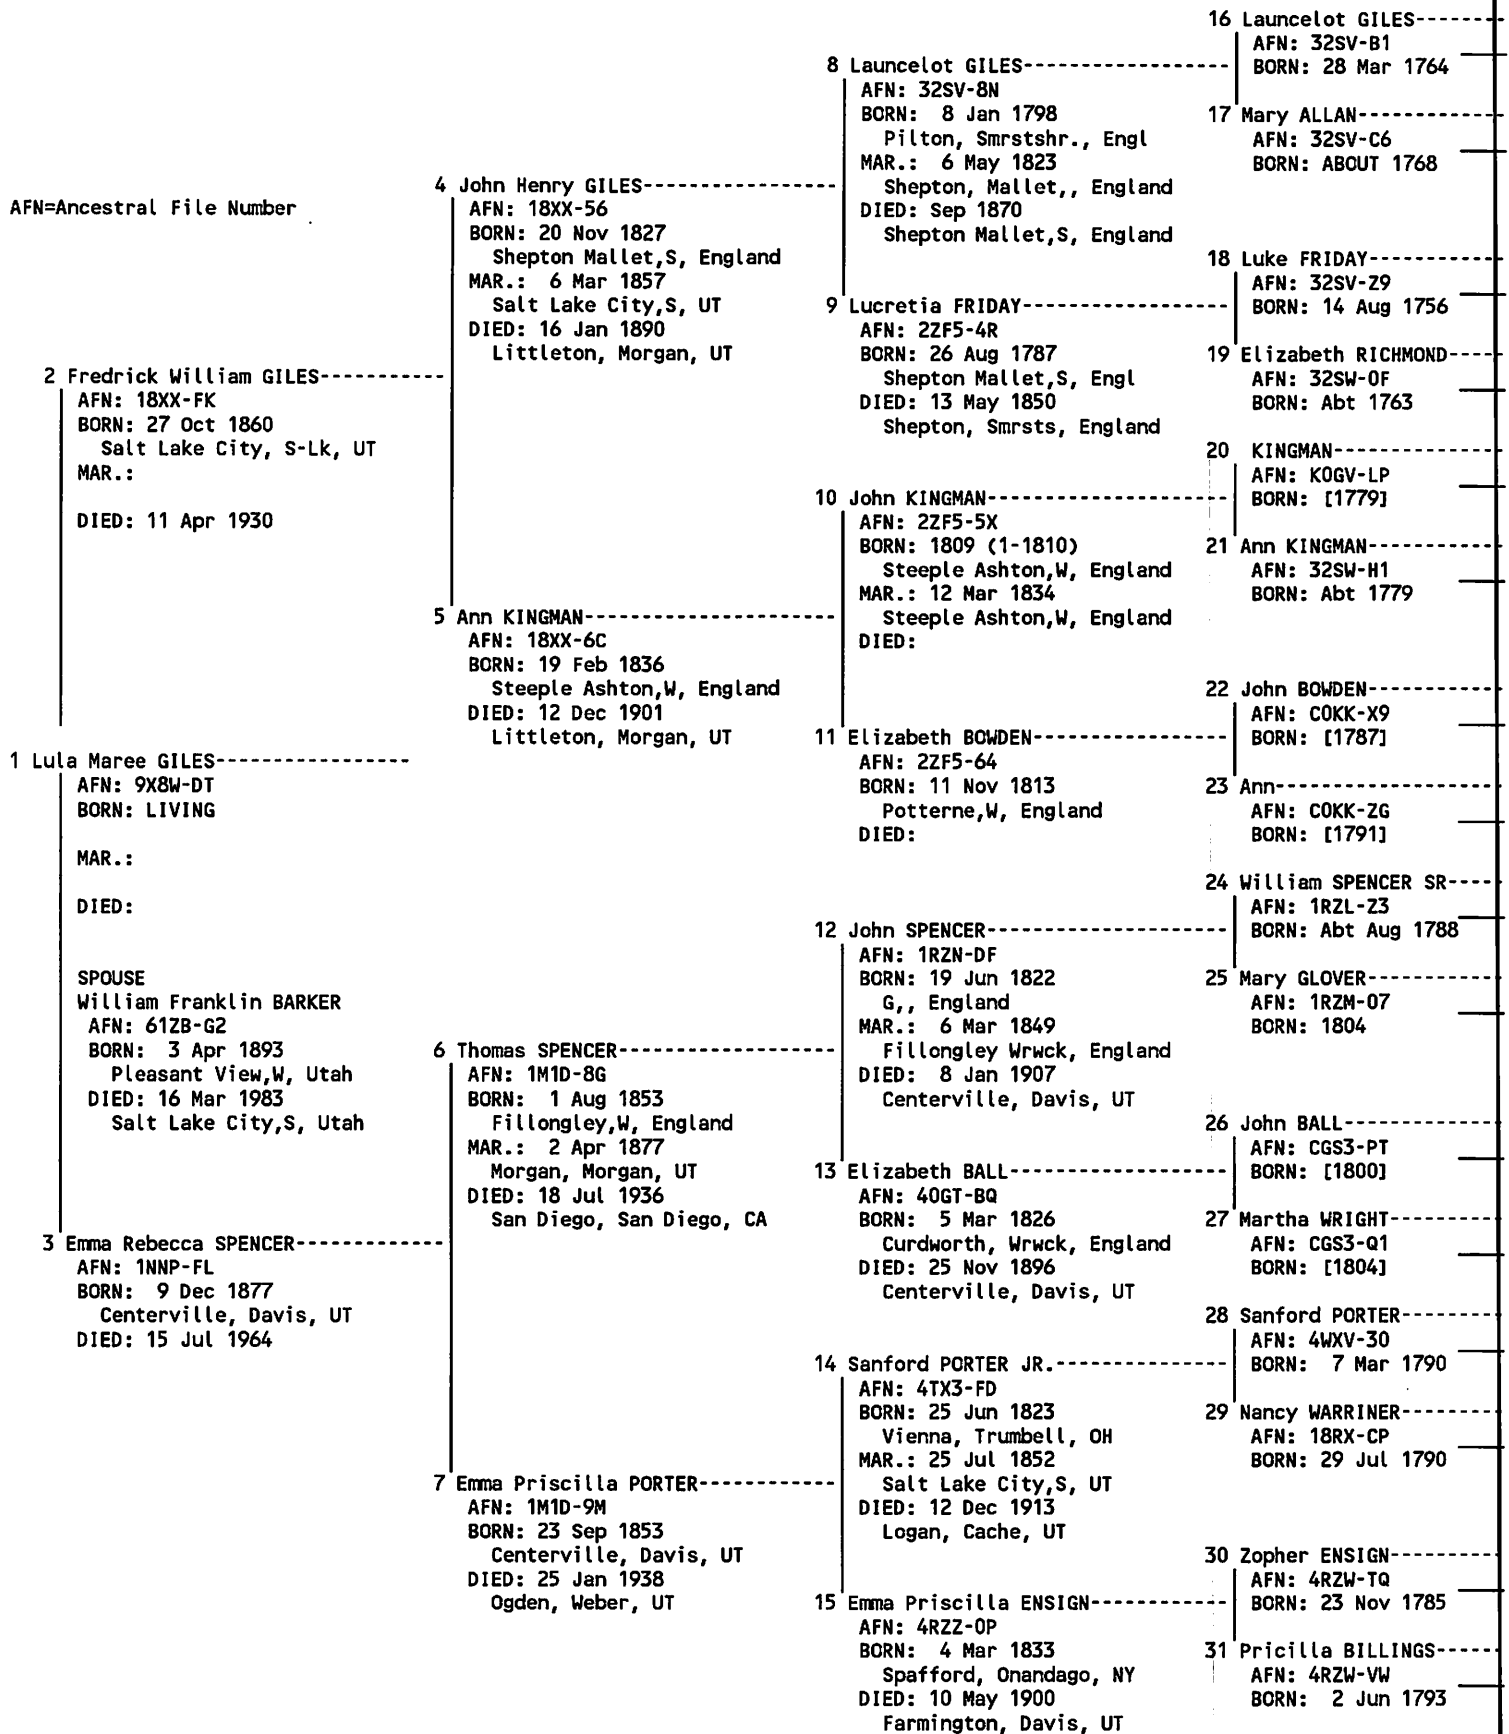 AFN=Ancestral File Number
1 Lula Maree GILES----------------
AFN: 9X8W-DT
BORN: LIVING
MAR.:
DIED:
SPOUSE
William Franklin BARKER
AFN: 61ZB-G2
BORN:  3 Apr 1893
Pleasant View,W, Utah
DIED: 16 Mar 1983
Salt Lake City,S, Utah
2 Fredrick William GILES-----------
AFN: 18XX-FK
BORN: 27 Oct 1860
Salt Lake City, S-Lk, UT
MAR.:
DIED: 11 Apr 1930
3 Emma Rebecca SPENCER-------------
AFN: 1NNP-FL
BORN:  9 Dec 1877
Centerville, Davis, UT
DIED: 15 Jul 1964
4 John Henry GILES-----------------
AFN: 18XX-56
BORN: 20 Nov 1827
Shepton Mallet,S, England
MAR.:  6 Mar 1857
Salt Lake City,S, UT
DIED: 16 Jan 1890
Littleton, Morgan, UT
5 Ann KINGMAN----------------------
AFN: 18XX-6C
BORN: 19 Feb 1836
Steeple Ashton,W, England
DIED: 12 Dec 1901
Littleton, Morgan, UT
6 Thomas SPENCER-------------------
AFN: 1M1D-8G
BORN:  1 Aug 1853
Fillongley,W, England
MAR.:  2 Apr 1877
Morgan, Morgan, UT
DIED: 18 Jul 1936
San Diego, San Diego, CA
7 Emma Priscilla PORTER------------
AFN: 1M1D-9M
BORN: 23 Sep 1853
Centerville, Davis, UT
DIED: 25 Jan 1938
Ogden, Weber, UT
8 Launcelot GILES------------------
AFN: 32SV-8N
BORN:  8 Jan 1798
Pilton, Smrstshr., Engl
MAR.:  6 May 1823
Shepton, Mallet,, England
DIED: Sep 1870
Shepton Mallet,S, England
9 Lucretia FRIDAY------------------
AFN: 2ZF5-4R
BORN: 26 Aug 1787
Shepton Mallet,S, Engl
DIED: 13 May 1850
Shepton, Smrsts, England
10 John KINGMAN---------------------
AFN: 2ZF5-5X
BORN: 1809 (1-1810)
Steeple Ashton,W, England
MAR.: 12 Mar 1834
Steeple Ashton,W, England
DIED:
11 Elizabeth BOWDEN-----------------
AFN: 2ZF5-64
BORN: 11 Nov 1813
Potterne,W, England
DIED:
12 John SPENCER---------------------
AFN: 1RZN-DF
BORN: 19 Jun 1822
G,, England
MAR.:  6 Mar 1849
Fillongley Wrwck, England
DIED:  8 Jan 1907
Centerville, Davis, UT
13 Elizabeth BALL-------------------
AFN: 40GT-BQ
BORN:  5 Mar 1826
Curdworth, Wrwck, England
DIED: 25 Nov 1896
Centerville, Davis, UT
14 Sanford PORTER JR.---------------
AFN: 4TX3-FD
BORN: 25 Jun 1823
Vienna, Trumbell, OH
MAR.: 25 Jul 1852
Salt Lake City,S, UT
DIED: 12 Dec 1913
Logan, Cache, UT
15 Emma Priscilla ENSIGN------------
AFN: 4RZZ-0P
BORN:  4 Mar 1833
Spafford, Onandago, NY
DIED: 10 May 1900
Farmington, Davis, UT
16 Launcelot GILES-------
AFN: 32SV-B1
BORN: 28 Mar 1764
17 Mary ALLAN------------
AFN: 32SV-C6
BORN: ABOUT 1768
18 Luke FRIDAY-----------
AFN: 32SV-Z9
BORN: 14 Aug 1756
19 Elizabeth RICHMOND----
AFN: 32SW-0F
BORN: Abt 1763
20  KINGMAN--------------
AFN: K0GV-LP
BORN: [1779]
21 Ann KINGMAN-----------
AFN: 32SW-H1
BORN: Abt 1779
22 John BOWDEN-----------
AFN: C0KK-X9
BORN: [1787]
23 Ann-------------------
AFN: C0KK-ZG
BORN: [1791]
24 William SPENCER SR----
AFN: 1RZL-Z3
BORN: Abt Aug 1788
25 Mary GLOVER-----------
AFN: 1RZM-07
BORN: 1804
26 John BALL-------------
AFN: CGS3-PT
BORN: [1800]
27 Martha WRIGHT---------
AFN: CGS3-Q1
BORN: [1804]
28 Sanford PORTER--------
AFN: 4WXV-30
BORN:  7 Mar 1790
29 Nancy WARRINER--------
AFN: 18RX-CP
BORN: 29 Jul 1790
30 Zopher ENSIGN---------
AFN: 4RZW-TQ
BORN: 23 Nov 1785
31 Pricilla BILLINGS-----
AFN: 4RZW-VW
BORN:  2 Jun 1793